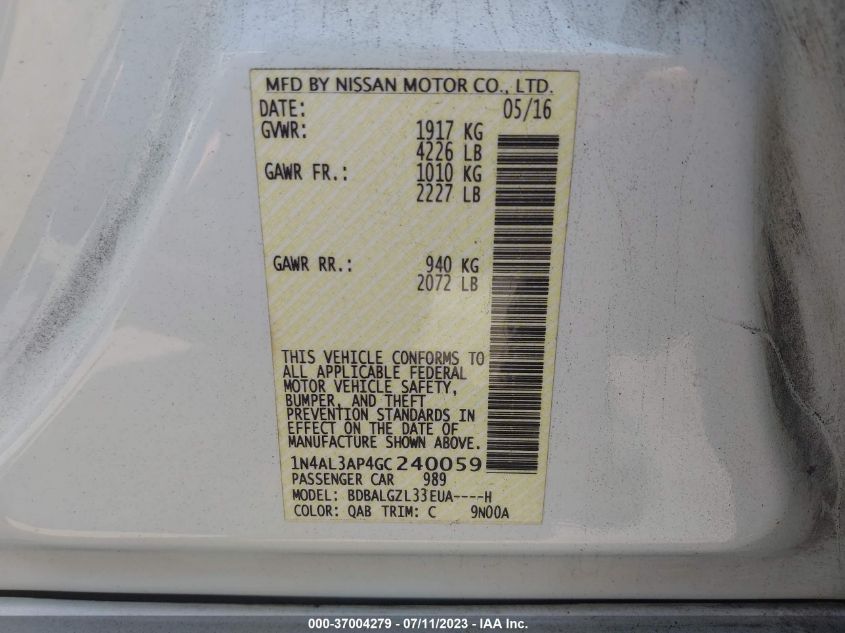 MFD BY NISSAN MOTOR CO., LTD.
DATE: 05/16
GVWR: 1917 KG
4226 LB
GAWR FR.: 1010 KG
2227 LB
GAWR RR.: 940 KG
2072 LB
THIS VEHICLE CONFORMS TO
ALL APPLICABLE FEDERAL
MOTOR VEHICLE SAFETY,
BUMPER, AND THEFT
PREVENTION STANDARDS IN
EFFECT ON THE DATE OF
MANUFACTURE SHOWN ABOVE.
1N4AL3AP4GC240059
PASSENGER CAR 989
MODEL: BDBALGZL33EUA----H
COLOR: QAB TRIM: C 9N00A
000-37004279 - 07/11/2023 - IAA Inc.